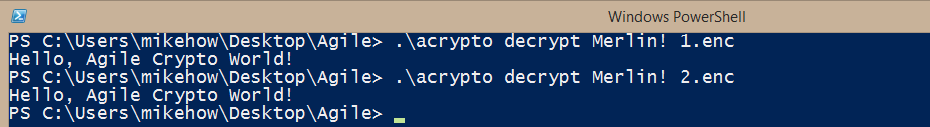 Windows PowerShell
PS C:\Users\mikehow\Desktop\Agile> .\acrypto decrypt Merlin! 1.enc
Hello, Agile Crypto World!
PS C:\Users\mikehow\Desktop\Agile> .\acrypto decrypt Merlin! 2.enc
Hello, Agile Crypto World!
PS C:\Users\mikehow\Desktop\Agile>